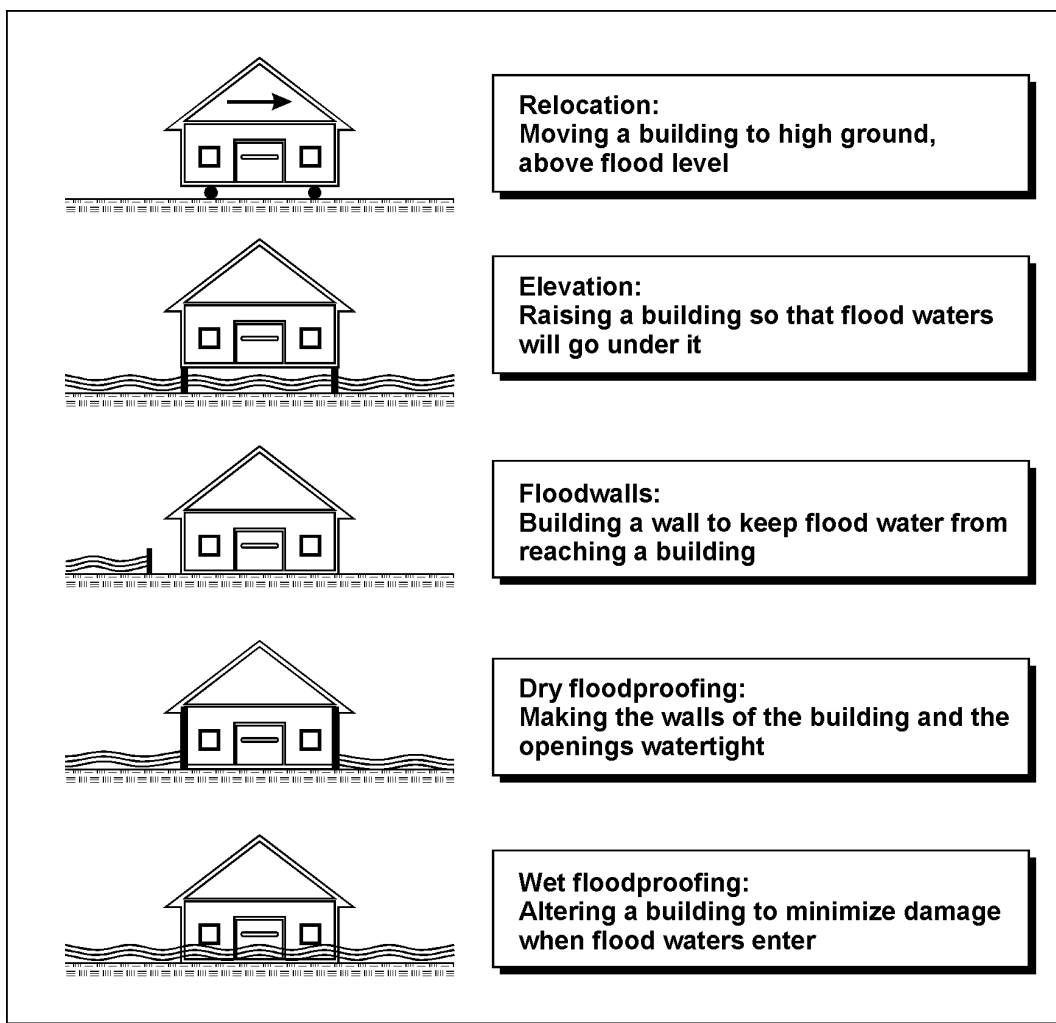 Relocation:
Moving a building to high ground,
above flood level
Elevation:
Raising a building so that flood waters
will go under it
Floodwalls:
Building a wall to keep flood water from
reaching a building
Dry floodproofing:
Making the walls of the building and the
openings watertight
Wet floodproofing:
Altering a building to minimize damage
when flood waters enter